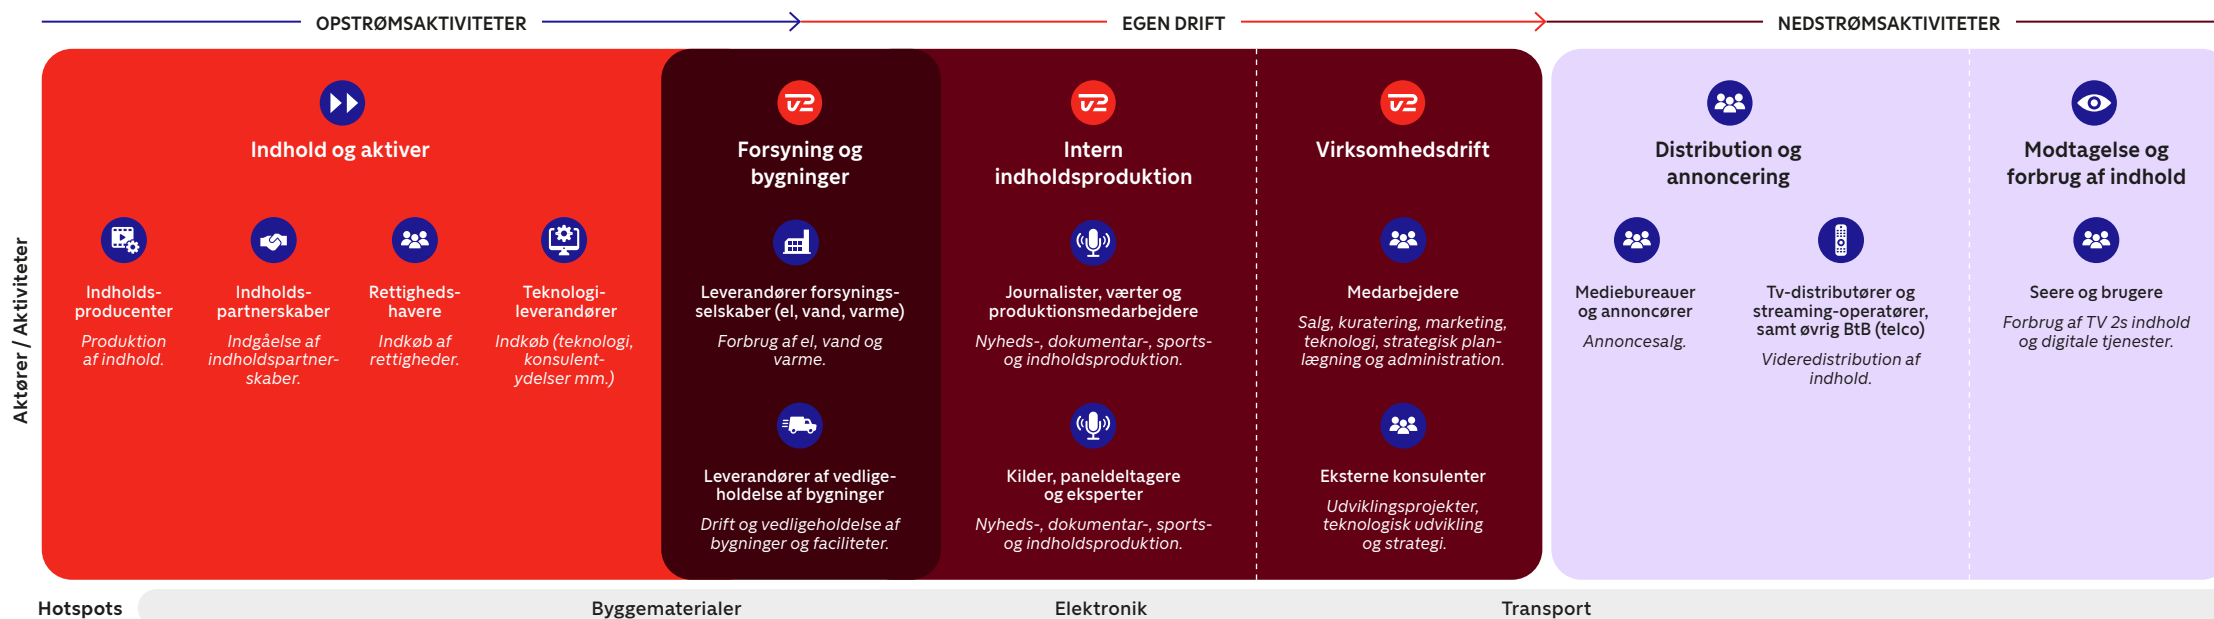 OPSTRØMSAKTIVITETER
EGEN DRIFT
NEDSTRØMSAKTIVITETER
Aktører / Aktiviteter
Indhold og aktiver
Indholds-
producenter
Produktion
af indhold.
Indholds-
partnerskaber
Indgåelse af
indholdspartner-
skaber.
Rettigheds-
havere
Indkøb af
rettigheder.
Teknologi-
leverandører
Indkøb (teknologi,
konsulent-
ydelser mm.)
Forsyning og
bygninger
Leverandører forsynings-
selskaber (el, vand, varme)
Forbrug af el, vand og
varme.
Leverandører af vedlige-
holdelse af bygninger
Drift og vedligeholdelse af
bygninger og faciliteter.
Intern
indholdsproduktion
Journalister, værter og
produktionsmedarbejdere
Nyheds-, dokumentar-, sports-
og indholdsproduktion.
Kilder, paneldeltagere
og eksperter
Nyheds-, dokumentar-, sports-
og indholdsproduktion.
Virksomhedsdrift
Medarbejdere
Salg, kuratering, marketing,
teknologi, strategisk plan-
lægning og administration.
Eksterne konsulenter
Udviklingsprojekter,
teknologisk udvikling
og strategi.
Distribution og
annoncering
Mediebureauer
og annoncører
Annoncesalg.
Tv-distributører og
streaming-operatører,
samt øvrig BtB (telco)
Videredistribution af
indhold.
Modtagelse og
forbrug af indhold
Seere og brugere
Forbrug af TV 2s indhold
og digitale tjenester.
Hotspots
Byggematerialer
Elektronik
Transport